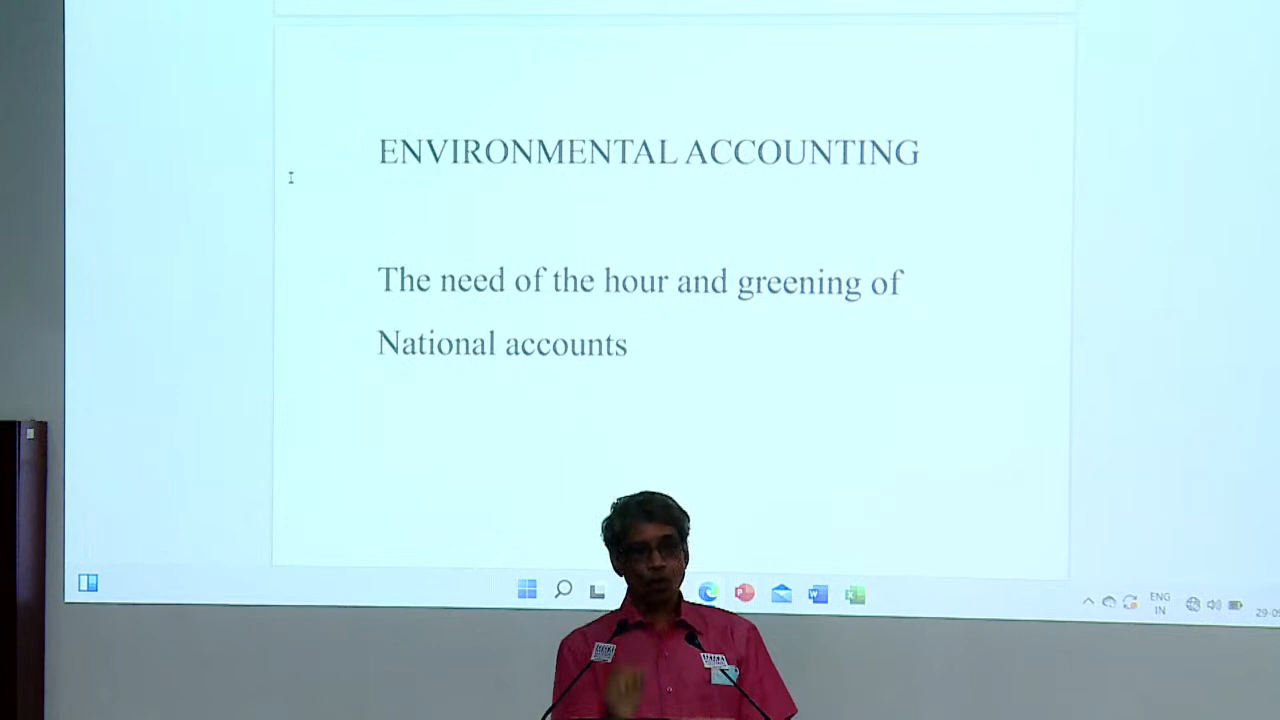 ENVIRONMENTAL ACCOUNTING
The need of the hour and greening of
National accounts
ENG
IN